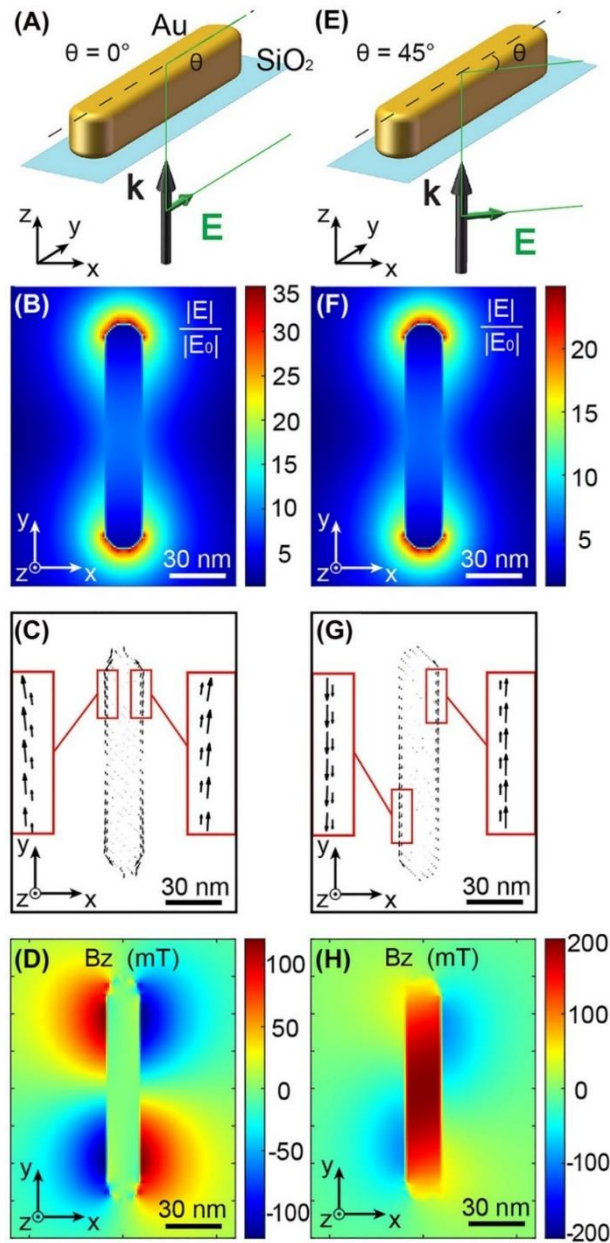 (A)
Au
θ = 0°
θ
SiO₂
k
E
z
y
x
(E)
θ = 45°
θ
k
E
z
y
x
(B)
|E|
|E₀|
35
30
25
20
15
10
5
y
z
x
30 nm
(F)
|E|
|E₀|
20
15
10
5
y
z
x
30 nm
(C)
y
z
x
30 nm
(G)
y
z
x
30 nm
(D)
Bz (mT)
100
50
0
-50
-100
y
z
x
30 nm
(H)
Bz (mT)
200
100
0
-100
-200
y
z
x
30 nm